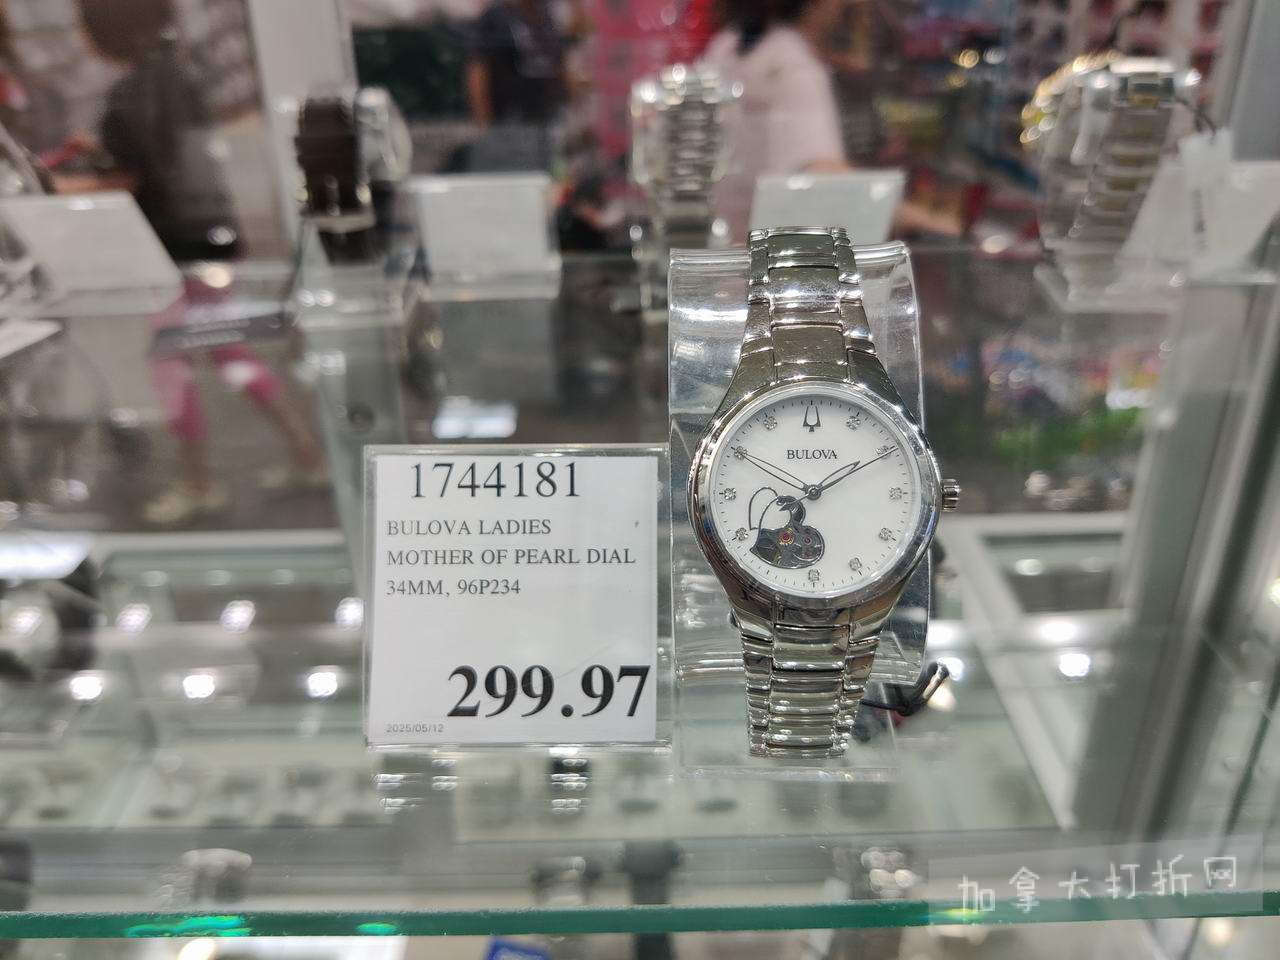 1744181
BULOVA LADIES
MOTHER OF PEARL DIAL
34MM, 96P234
299.97
2025/05/12
BULOVA
加拿大打折网